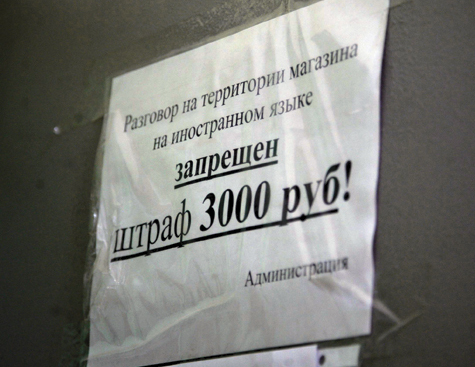 Разговор на территории магазина
на иностранном языке
запрещен
штраф 3000 руб!
Администрация